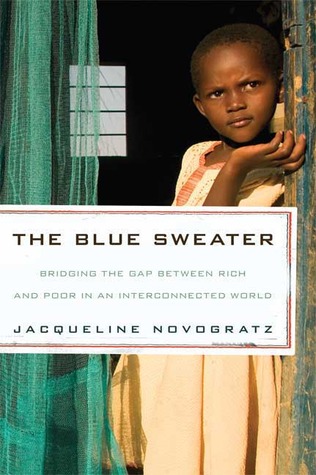 THE BLUE SWEATER
BRIDGING THE GAP BETWEEN RICH
AND POOR IN AN INTERCONNECTED WORLD
JACQUELINE NOVOGRATZ